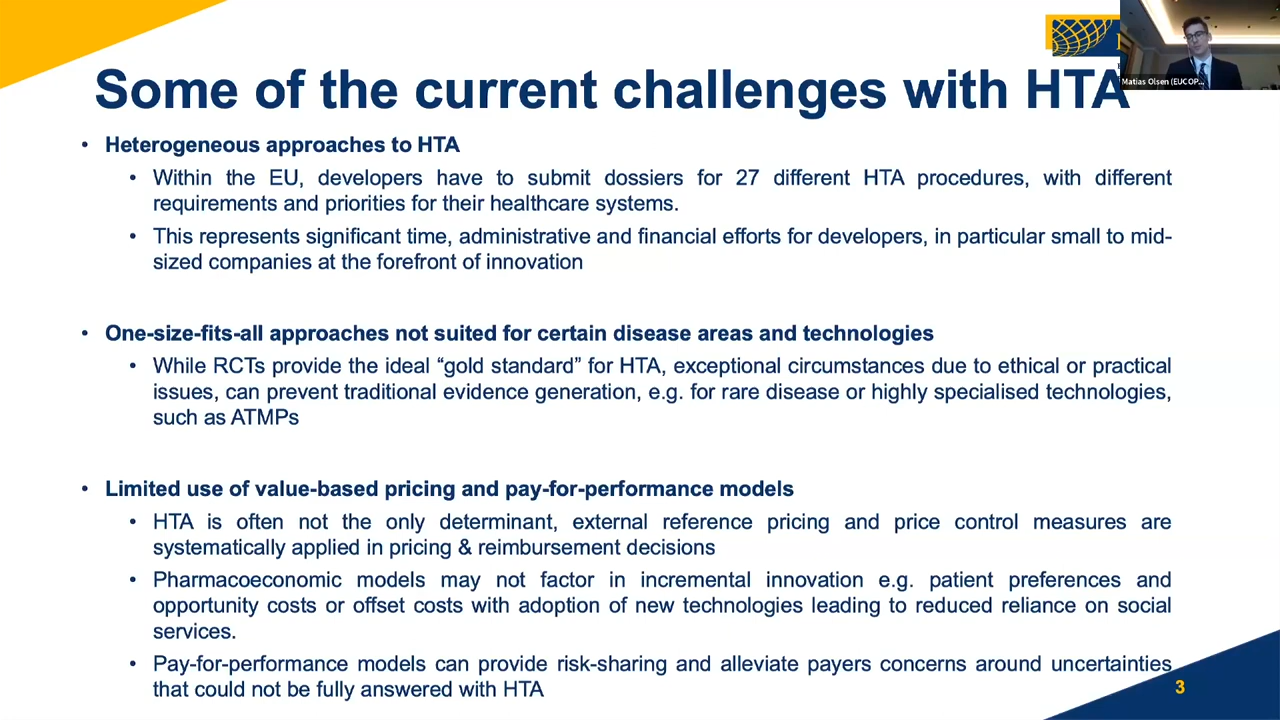 Matias Olsen (EUCOP...
Some of the current challenges with HTA
• Heterogeneous approaches to HTA
• Within the EU, developers have to submit dossiers for 27 different HTA procedures, with different
requirements and priorities for their healthcare systems.
• This represents significant time, administrative and financial efforts for developers, in particular small to mid-
sized companies at the forefront of innovation
• One-size-fits-all approaches not suited for certain disease areas and technologies
• While RCTs provide the ideal “gold standard” for HTA, exceptional circumstances due to ethical or practical
issues, can prevent traditional evidence generation, e.g. for rare disease or highly specialised technologies,
such as ATMPs
• Limited use of value-based pricing and pay-for-performance models
• HTA is often not the only determinant, external reference pricing and price control measures are
systematically applied in pricing & reimbursement decisions
• Pharmacoeconomic models may not factor in incremental innovation e.g. patient preferences and
opportunity costs or offset costs with adoption of new technologies leading to reduced reliance on social
services.
• Pay-for-performance models can provide risk-sharing and alleviate payers concerns around uncertainties
that could not be fully answered with HTA
3